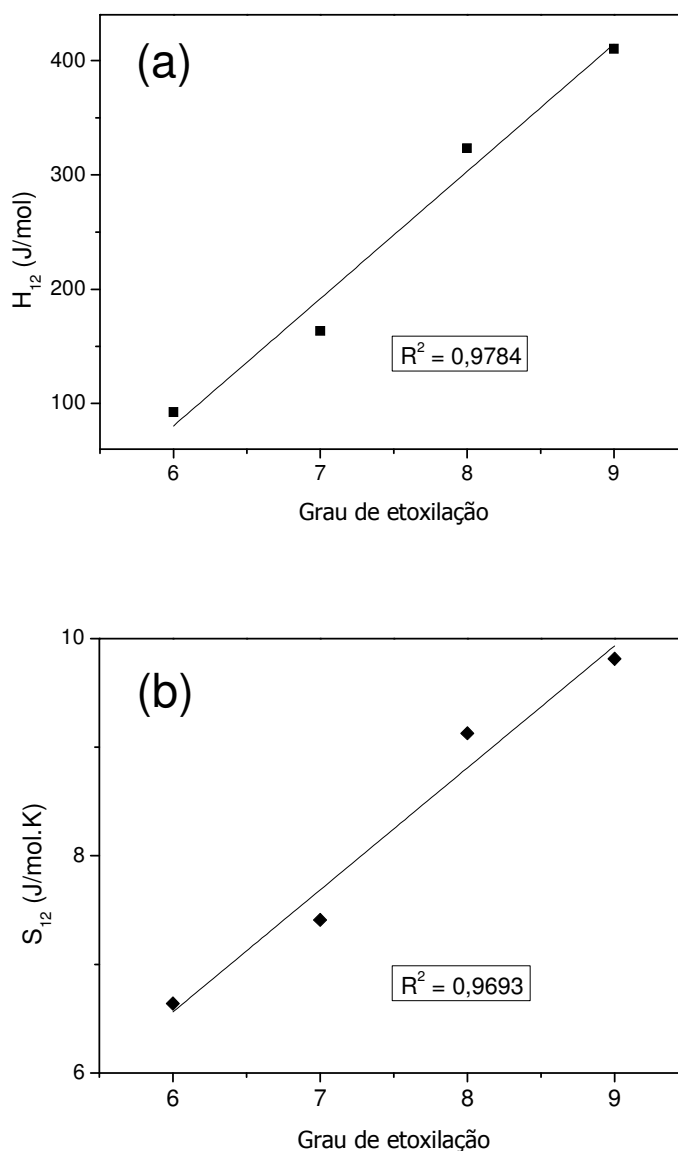 (a)
400
300
200
100
H₁₂ (J/mol)
R² = 0,9784
6 7 8 9
Grau de etoxilação
(b)
10
8
6
S₁₂ (J/mol.K)
R² = 0,9693
6 7 8 9
Grau de etoxilação